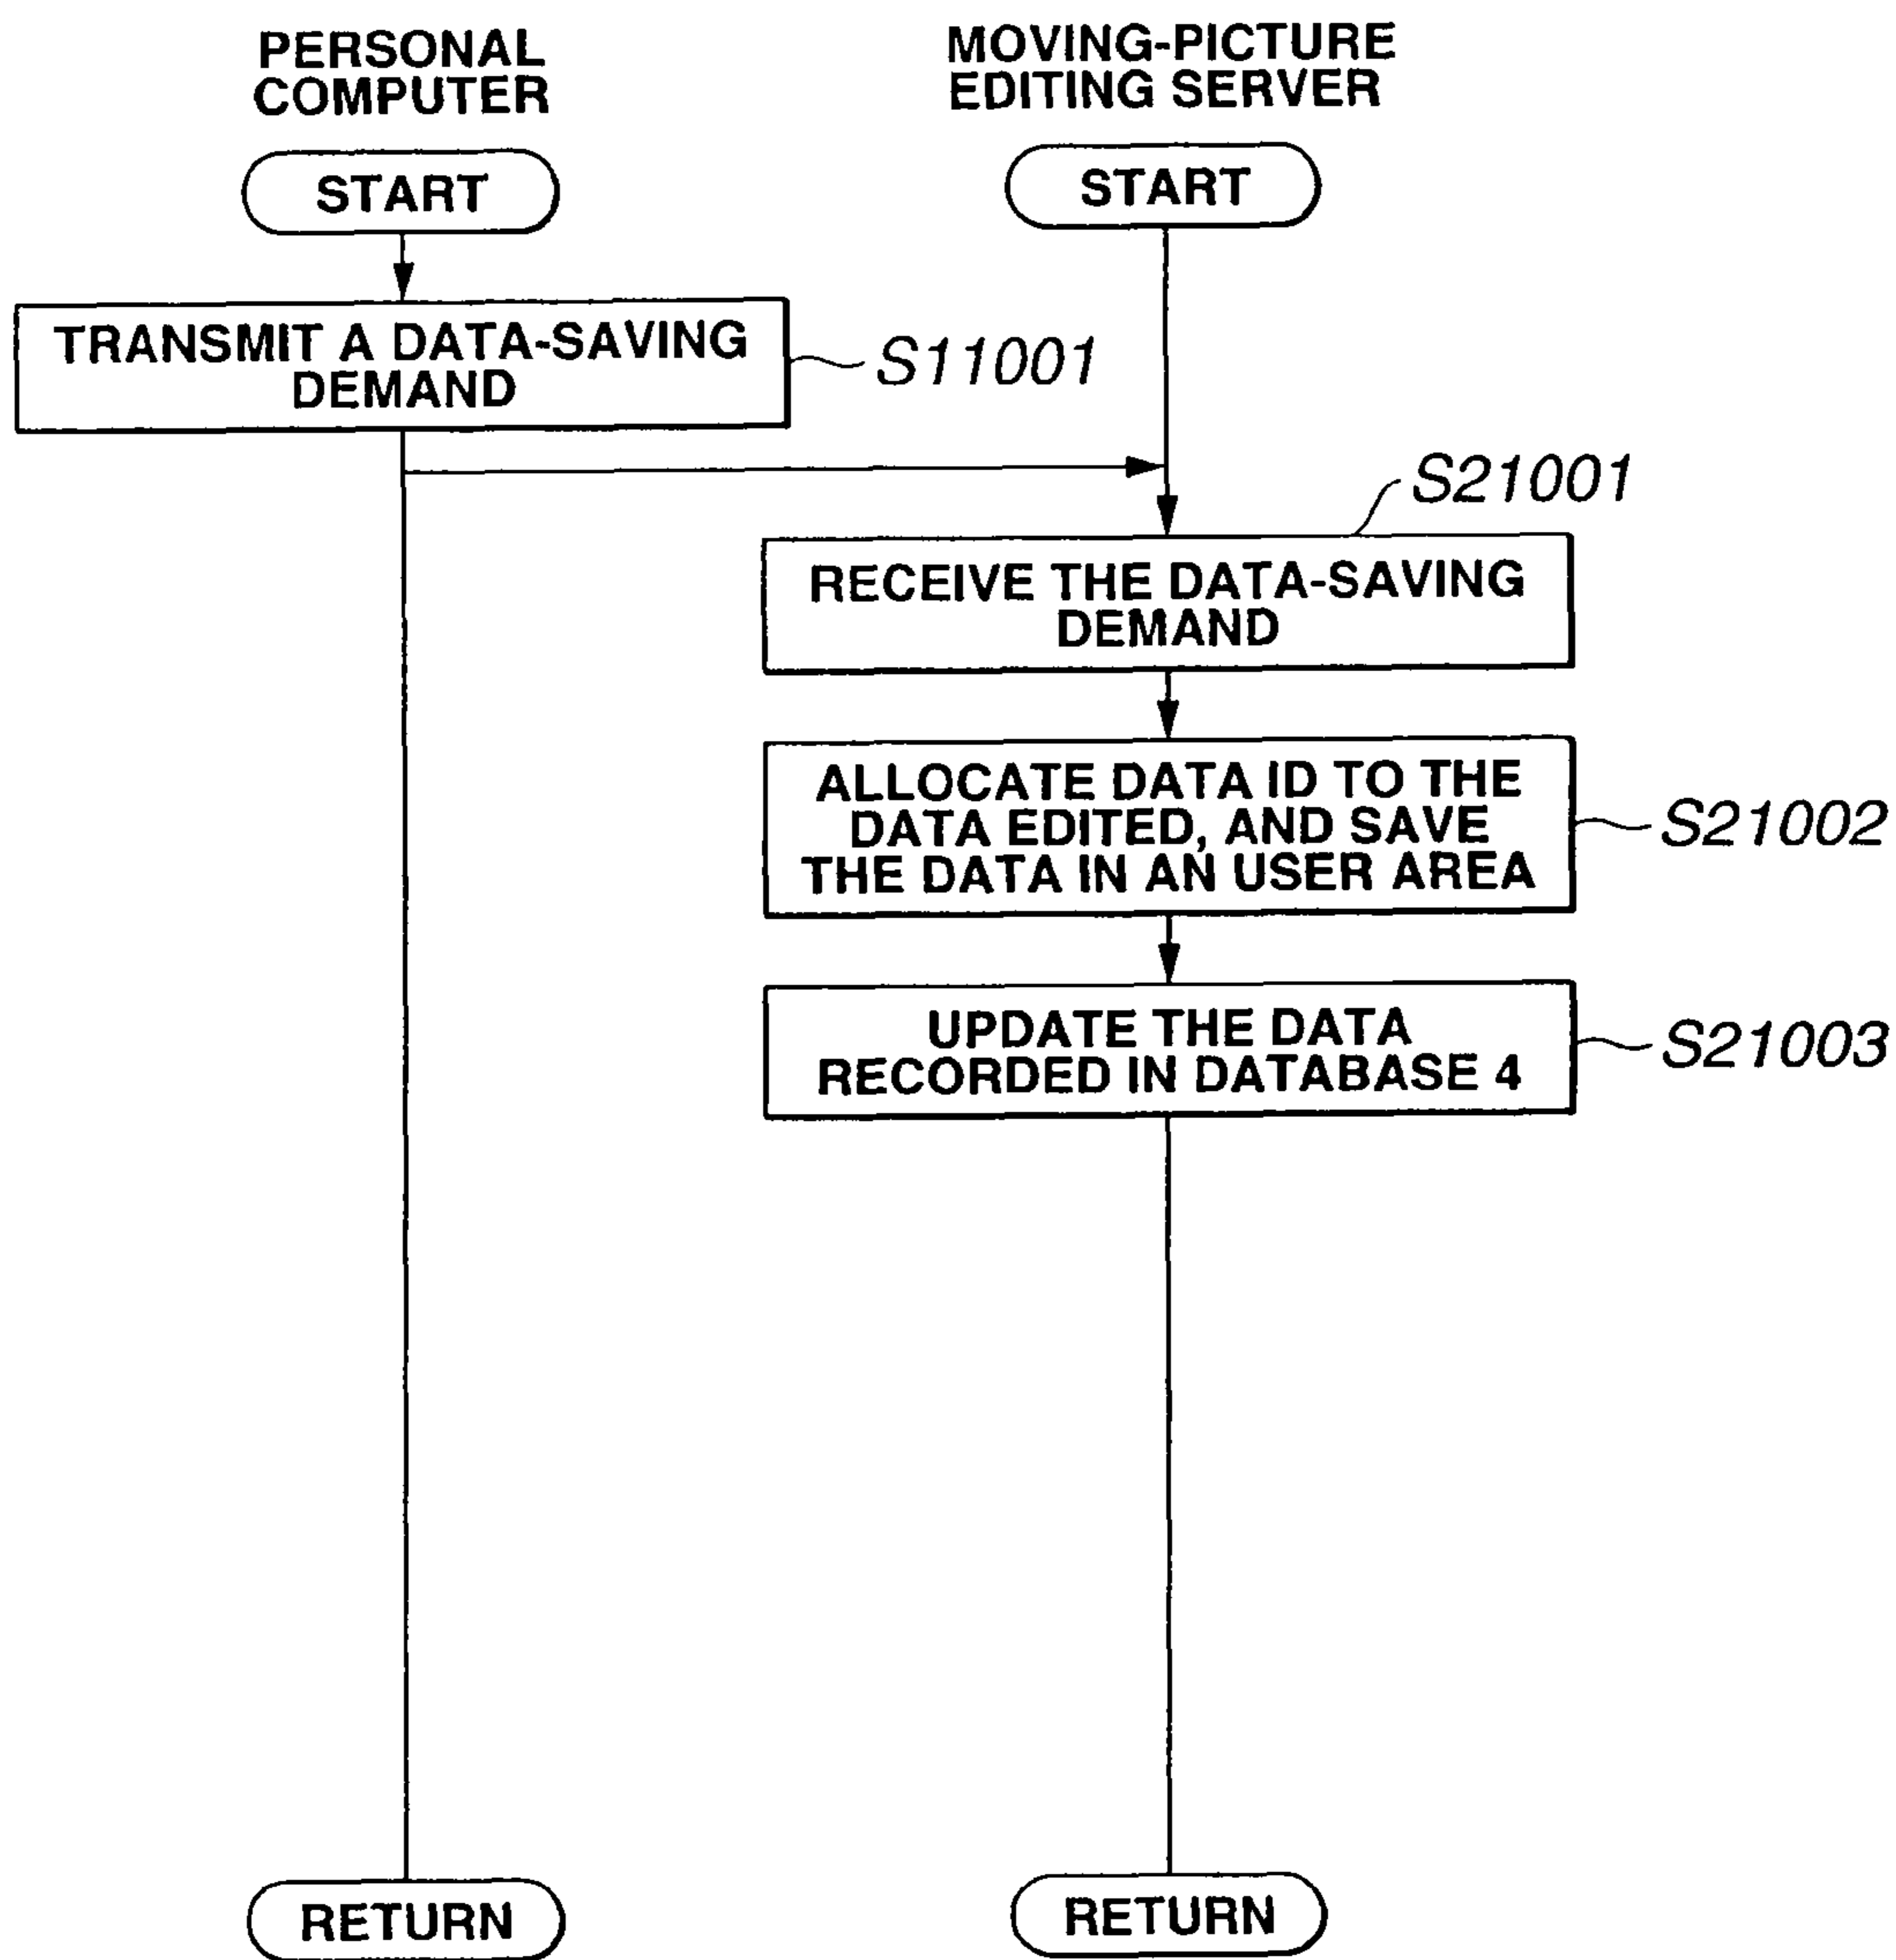 PERSONAL
COMPUTER
MOVING-PICTURE
EDITING SERVER
START
START
TRANSMIT A DATA-SAVING
DEMAND
S11001
S21001
RECEIVE THE DATA-SAVING
DEMAND
ALLOCATE DATA ID TO THE
DATA EDITED, AND SAVE
THE DATA IN AN USER AREA
S21002
UPDATE THE DATA
RECORDED IN DATABASE 4
S21003
RETURN
RETURN